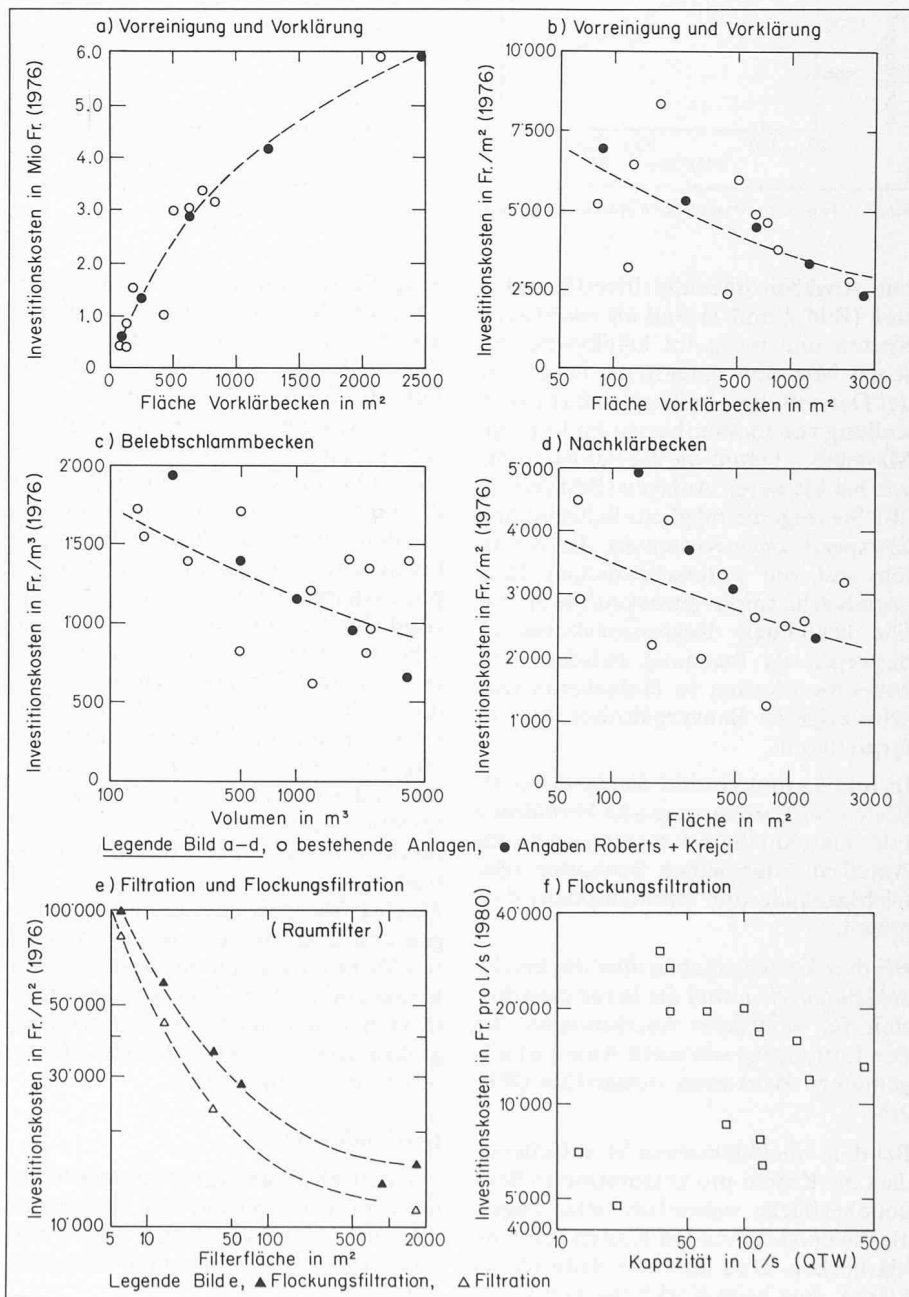 a) Vorreinigung und Vorklärung
Investitionskosten in Mio Fr. (1976)
6.0
5.0
4.0
3.0
2.0
1.0
0
0 500 1000 1500 2000 2500
Fläche Vorklärbecken in m²
b) Vorreinigung und Vorklärung
Investitionskosten in Fr./m² (1976)
10'000
7'500
5'000
2'500
0
50 100 500 1000 3000
Fläche Vorklärbecken in m²
c) Belebtschlammbecken
Investitionskosten in Fr./m³ (1976)
2'000
1500
1000
500
0
100 500 1000 5000
Volumen in m³
d) Nachklärbecken
Investitionskosten in Fr./m² (1976)
5'000
4'000
3'000
2'000
1'000
0
50 100 500 1000 3000
Fläche in m²
Legende Bild a-d, o bestehende Anlagen, ● Angaben Roberts + Krejci
e) Filtration und Flockungsfiltration
(Raumfilter)
Investitionskosten in Fr./m² (1976)
100'000
50'000
30'000
10'000
5 10 50 100 500 1000 2000
Filterfläche in m²
Legende Bild e, ▲ Flockungsfiltration, △ Filtration
f) Flockungsfiltration
Investitionskosten in Fr. pro l/s (1980)
40'000
20'000
10'000
5'000
4'000
10 50 100 500
Kapazität in l/s (QTW)